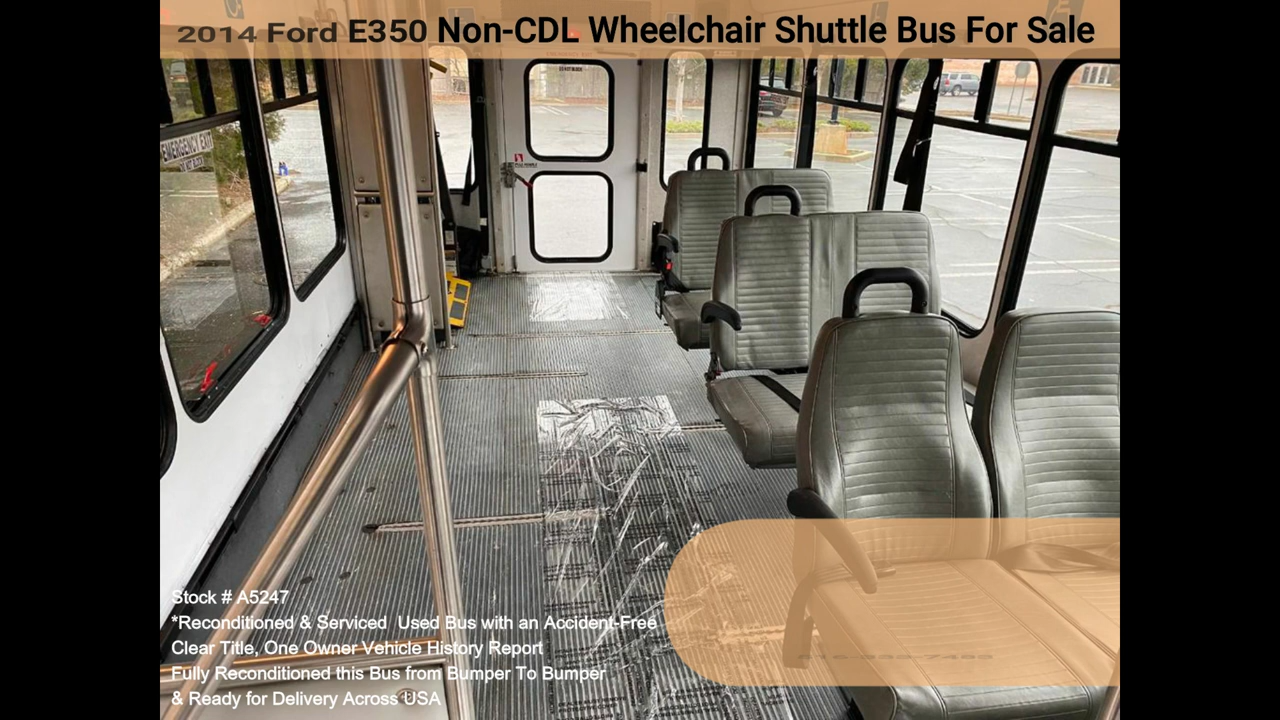 2014 Ford E350 Non-CDL Wheelchair Shuttle Bus For Sale
EMERGENCY EXIT
Stock # A5247
*Reconditioned & Serviced Used Bus with an Accident-Free
Clear Title, One Owner Vehicle History Report
Fully Reconditioned this Bus from Bumper To Bumper
& Ready for Delivery Across USA